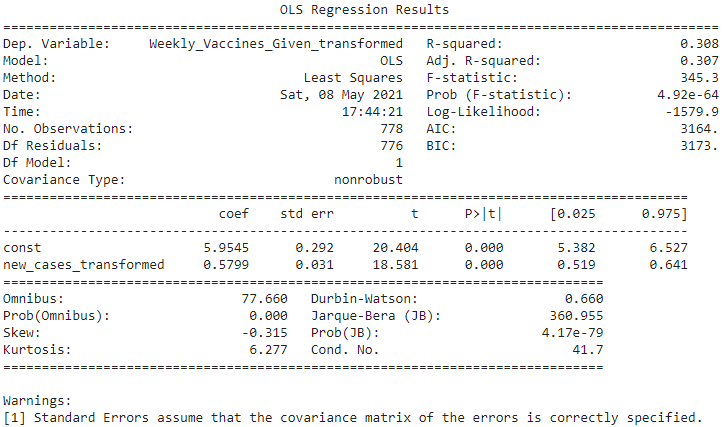 OLS Regression Results
==============================================================================
Dep. Variable: Weekly_Vaccines_Given_transformed R-squared: 0.308
Model: OLS Adj. R-squared: 0.307
Method: Least Squares F-statistic: 345.3
Date: Sat, 08 May 2021 Prob (F-statistic): 4.92e-64
Time: 17:44:21 Log-Likelihood: -1579.9
No. Observations: 778 AIC: 3164.
Df Residuals: 776 BIC: 3173.
Df Model: 1
Covariance Type: nonrobust
==============================================================================
coef std err t P>|t| [0.025 0.975]
------------------------------------------------------------------------------
const 5.9545 0.292 20.404 0.000 5.382 6.527
new_cases_transformed 0.5799 0.031 18.581 0.000 0.519 0.641
==============================================================================
Omnibus: 77.660 Durbin-Watson: 0.660
Prob(Omnibus): 0.000 Jarque-Bera (JB): 360.955
Skew: -0.315 Prob(JB): 4.17e-79
Kurtosis: 6.277 Cond. No. 41.7
==============================================================================
Warnings:
[1] Standard Errors assume that the covariance matrix of the errors is correctly specified.